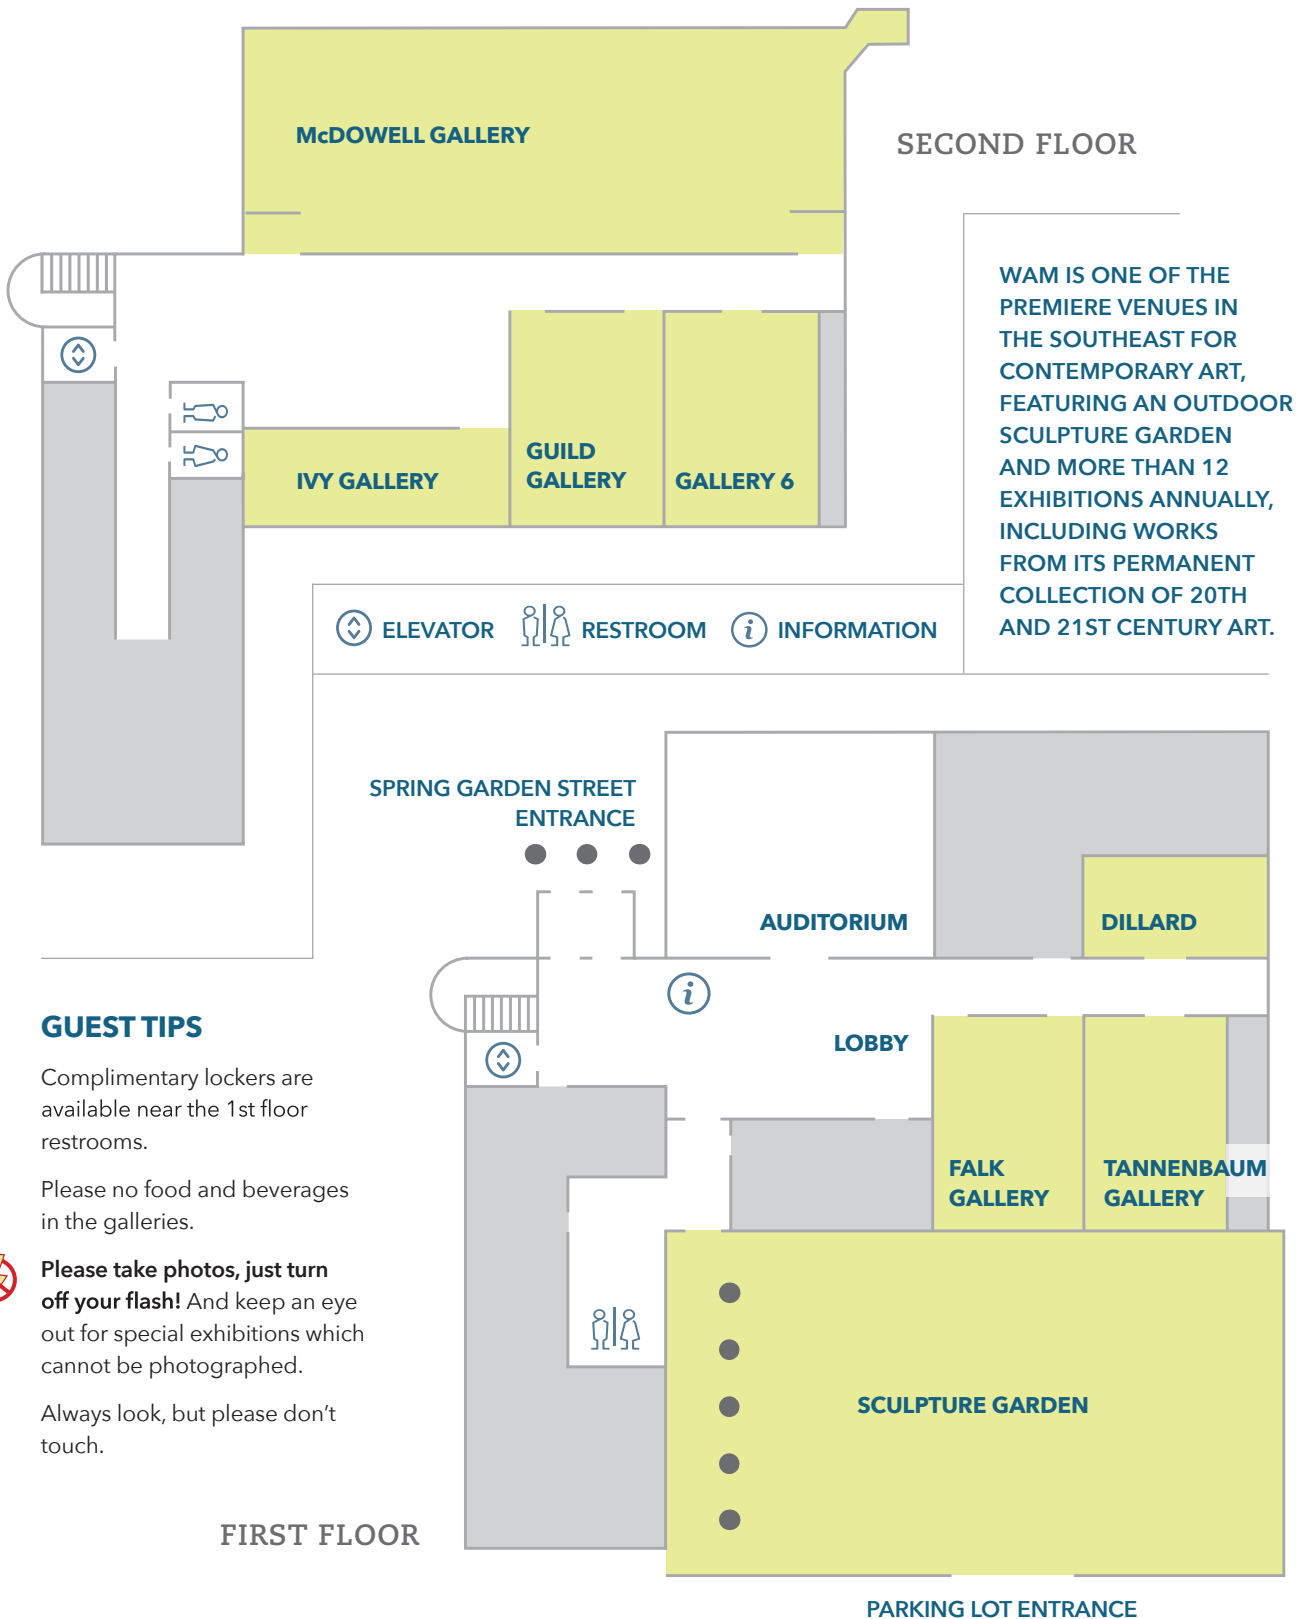 McDOWELL GALLERY
SECOND FLOOR
IVY GALLERY
GUILD
GALLERY
GALLERY 6
WAM IS ONE OF THE
PREMIERE VENUES IN
THE SOUTHEAST FOR
CONTEMPORARY ART,
FEATURING AN OUTDOOR
SCULPTURE GARDEN
AND MORE THAN 12
EXHIBITIONS ANNUALLY,
INCLUDING WORKS
FROM ITS PERMANENT
COLLECTION OF 20TH
AND 21ST CENTURY ART.
ELEVATOR
RESTROOM
i INFORMATION
SPRING GARDEN STREET
ENTRANCE
AUDITORIUM
DILLARD
i
LOBBY
FALK
GALLERY
TANNENBAUM
GALLERY
SCULPTURE GARDEN
PARKING LOT ENTRANCE
GUEST TIPS
Complimentary lockers are
available near the 1st floor
restrooms.
Please no food and beverages
in the galleries.
Please take photos, just turn
off your flash! And keep an eye
out for special exhibitions which
cannot be photographed.
Always look, but please don't
touch.
FIRST FLOOR